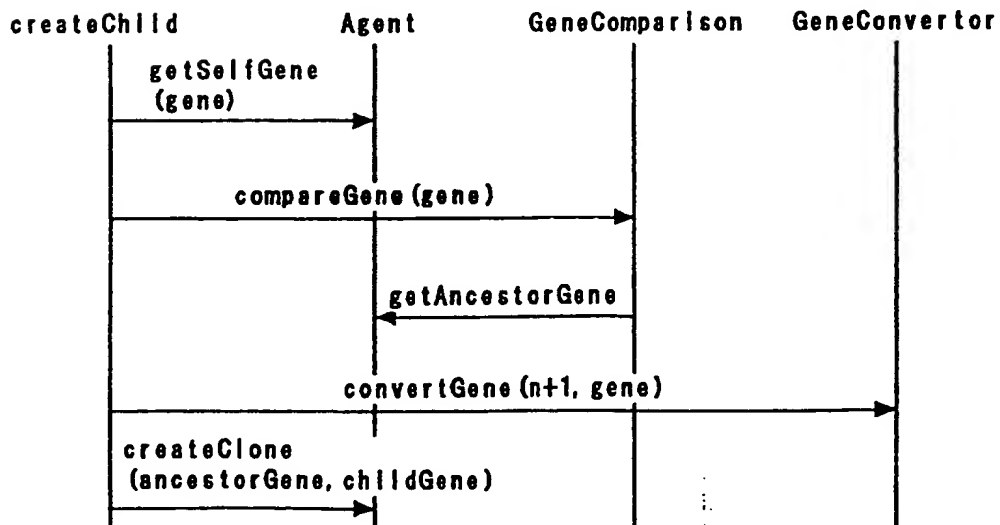 createChild Agent GeneComparison GeneConvertor
getSelfGene
(gene)
compareGene (gene)
getAncestorGene
convertGene (n+1, gene)
createClone
(ancestorGene, childGene)